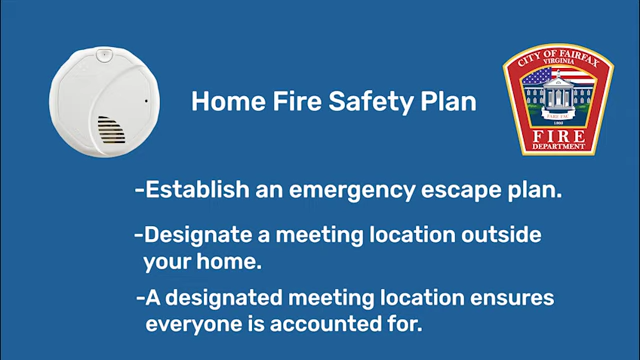 Home Fire Safety Plan
CITY OF FAIRFAX
VIRGINIA
FIRE
DEPARTMENT
-Establish an emergency escape plan.
-Designate a meeting location outside
your home.
-A designated meeting location ensures
everyone is accounted for.